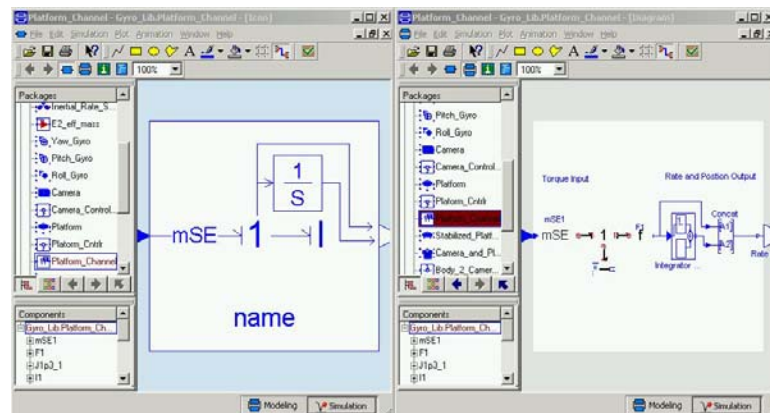 Platform_Channel - Gyro_Lib.Platform_Channel - [Icon]
File Edit Simulation Plot Animation Window Help
100%
Packages
Inertial_Rate_S...
E2_eff_mass
Yaw_Gyro
Pitch_Gyro
Roll_Gyro
Camera
Camera_Control...
Platform
Platorm_Cntrlr
Platform_Channel
Components
Gyro_Lib.Platform_Ch...
mSE1
F1
J1p3_1
I1
mSE
1
I
1
S
name
Modeling
Simulation
Platform_Channel - Gyro_Lib.Platform_Channel - [Diagram]
File Edit Simulation Plot Animation Window Help
100%
Packages
Pitch_Gyro
Roll_Gyro
Camera
Camera_Control...
Platform
Platorm_Cntrlr
Stabilized_Platf...
Camera_and_Pl...
Body_2_Camer...
Components
Gyro_Lib.Platform_Ch...
mSE1
F1
J1p3_1
I1
Torque Input
Rate and Postion Output
mSE1
mSE
1
F1
f
Concat
Integrator ...
Rate
Modeling
Simulation